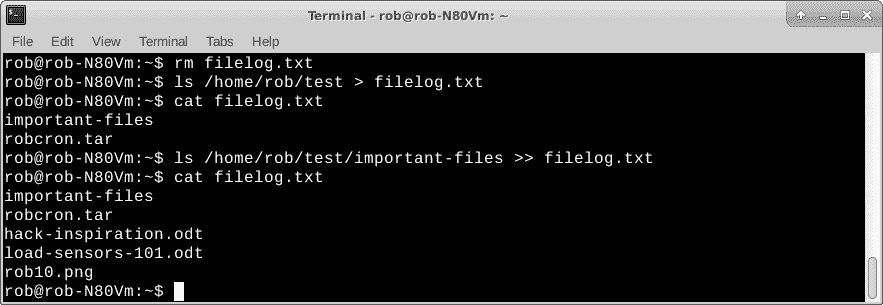 Terminal - rob@rob-N80Vm: ~
File Edit View Terminal Tabs Help
rob@rob-N80Vm:~$ rm filelog.txt
rob@rob-N80Vm:~$ ls /home/rob/test > filelog.txt
rob@rob-N80Vm:~$ cat filelog.txt
important-files
robcron.tar
rob@rob-N80Vm:~$ ls /home/rob/test/important-files >> filelog.txt
rob@rob-N80Vm:~$ cat filelog.txt
important-files
robcron.tar
hack-inspiration.odt
load-sensors-101.odt
rob10.png
rob@rob-N80Vm:~$